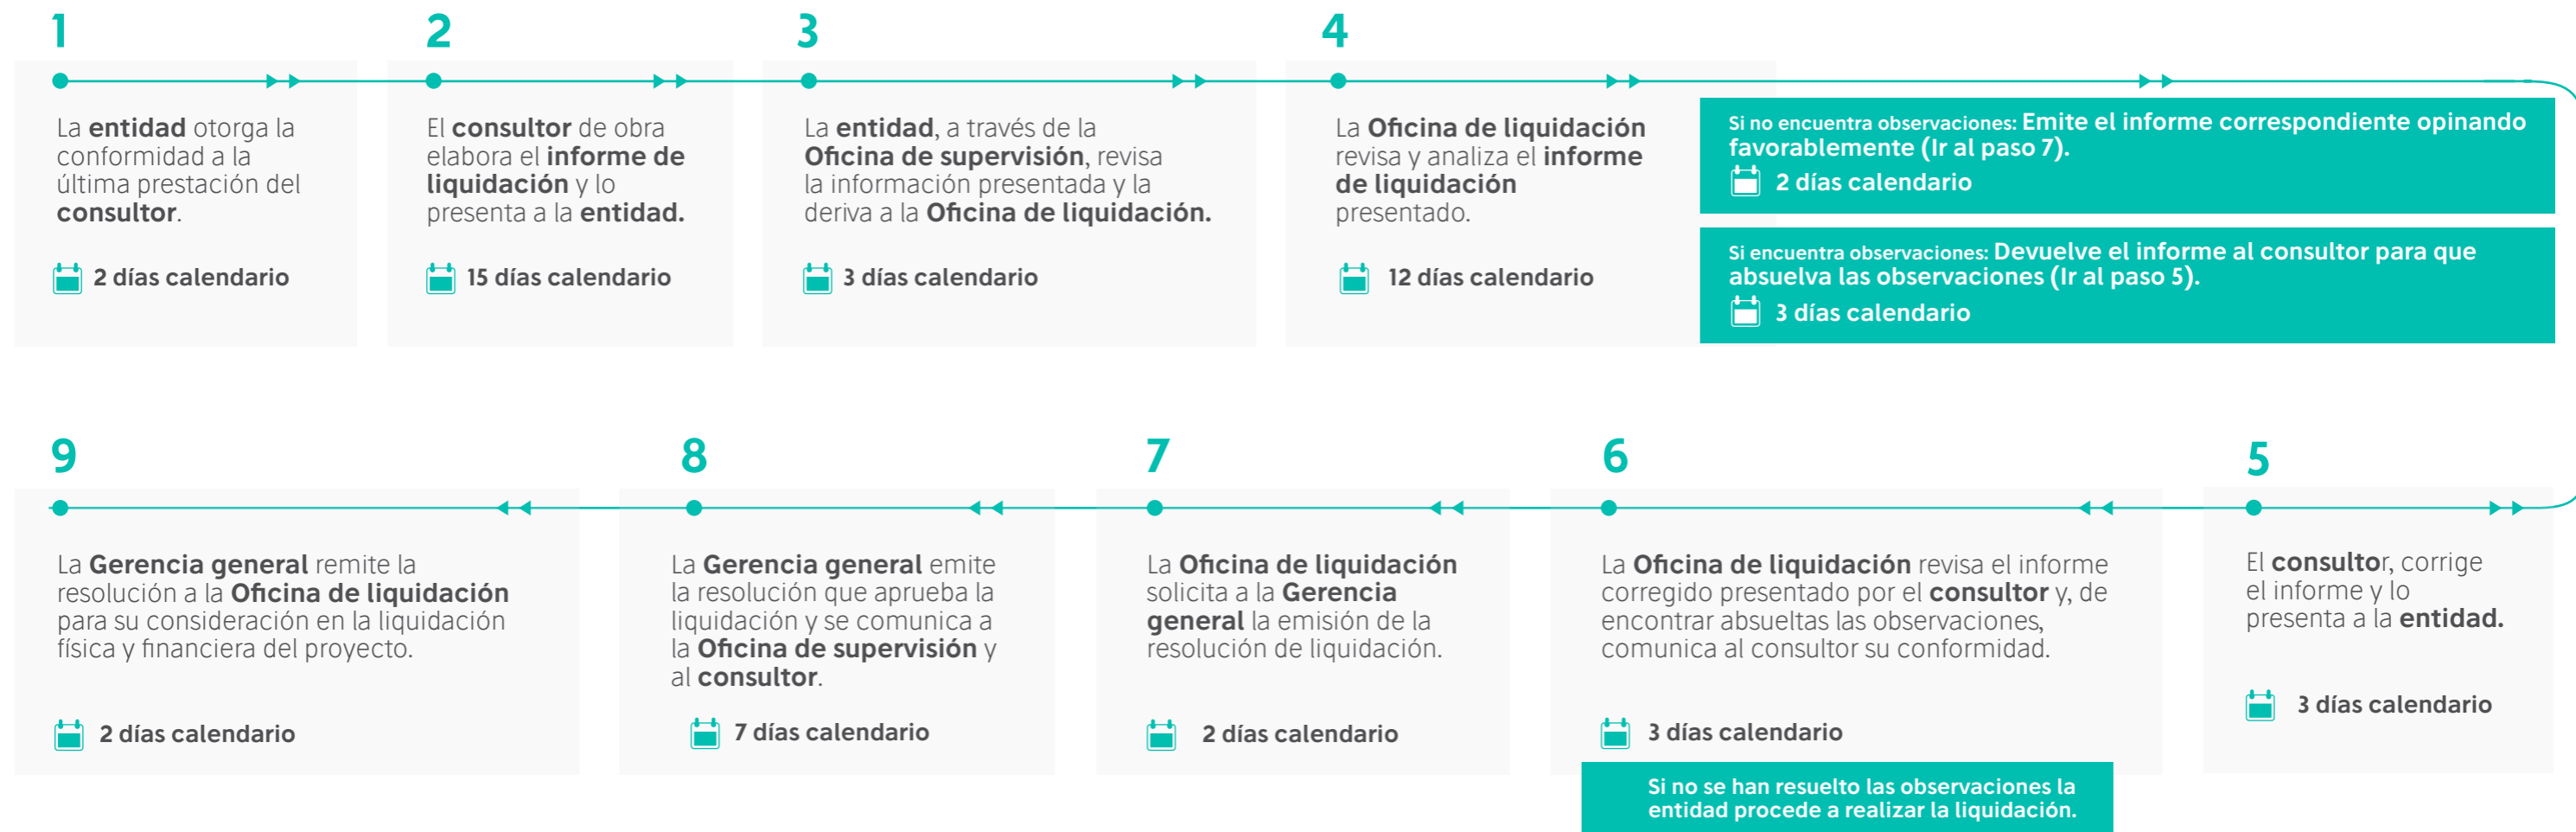 1
La entidad otorga la
conformidad a la
última prestación del
consultor.
2 días calendario
2
El consultor de obra
elabora el informe de
liquidación y lo
presenta a la entidad.
15 días calendario
3
La entidad, a través de la
Oficina de supervisión, revisa
la información presentada y la
deriva a la Oficina de liquidación.
3 días calendario
4
La Oficina de liquidación
revisa y analiza el informe
de liquidación
presentado.
12 días calendario
Si no encuentra observaciones: Emite el informe correspondiente opinando
favorablemente (Ir al paso 7).
2 días calendario
Si encuentra observaciones: Devuelve el informe al consultor para que
absuelva las observaciones (Ir al paso 5).
3 días calendario
5
El consultor, corrige
el informe y lo
presenta a la entidad.
3 días calendario
6
La Oficina de liquidación revisa el informe
corregido presentado por el consultor y, de
encontrar absueltas las observaciones,
comunica al consultor su conformidad.
3 días calendario
Si no se han resuelto las observaciones la
entidad procede a realizar la liquidación.
7
La Oficina de liquidación
solicita a la Gerencia
general la emisión de la
resolución de liquidación.
2 días calendario
8
La Gerencia general emite
la resolución que aprueba la
liquidación y se comunica a
la Oficina de supervisión y
al consultor.
7 días calendario
9
La Gerencia general remite la
resolución a la Oficina de liquidación
para su consideración en la liquidación
física y financiera del proyecto.
2 días calendario